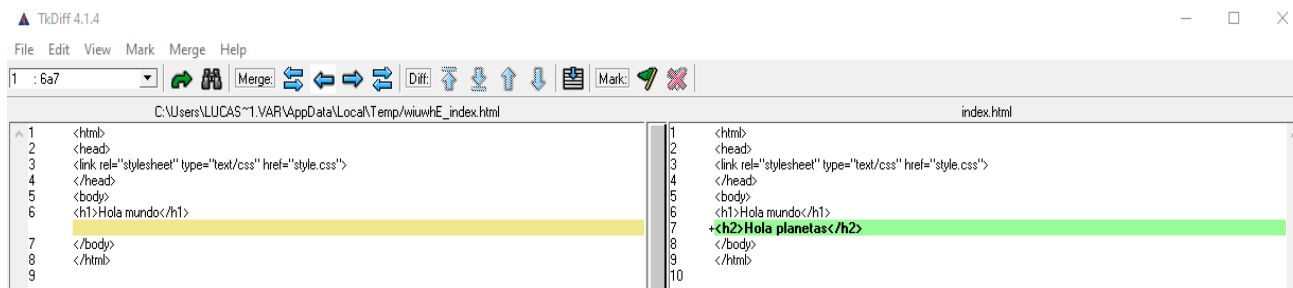 TkDiff 4.1.4
File Edit View Mark Merge Help
1 : 6a7 Merge: Diff: Mark:
C:\Users\LUCAS~1.VAR\AppData\Local\Temp/wiuwhE_index.html
1 <html>
2 <head>
3 <link rel="stylesheet" type="text/css" href="style.css">
4 </head>
5 <body>
6 <h1>Hola mundo</h1>
7 </body>
8 </html>
9
index.html
1 <html>
2 <head>
3 <link rel="stylesheet" type="text/css" href="style.css">
4 </head>
5 <body>
6 <h1>Hola mundo</h1>
7 +<h2>Hola planetas</h2>
8 </body>
9 </html>
10